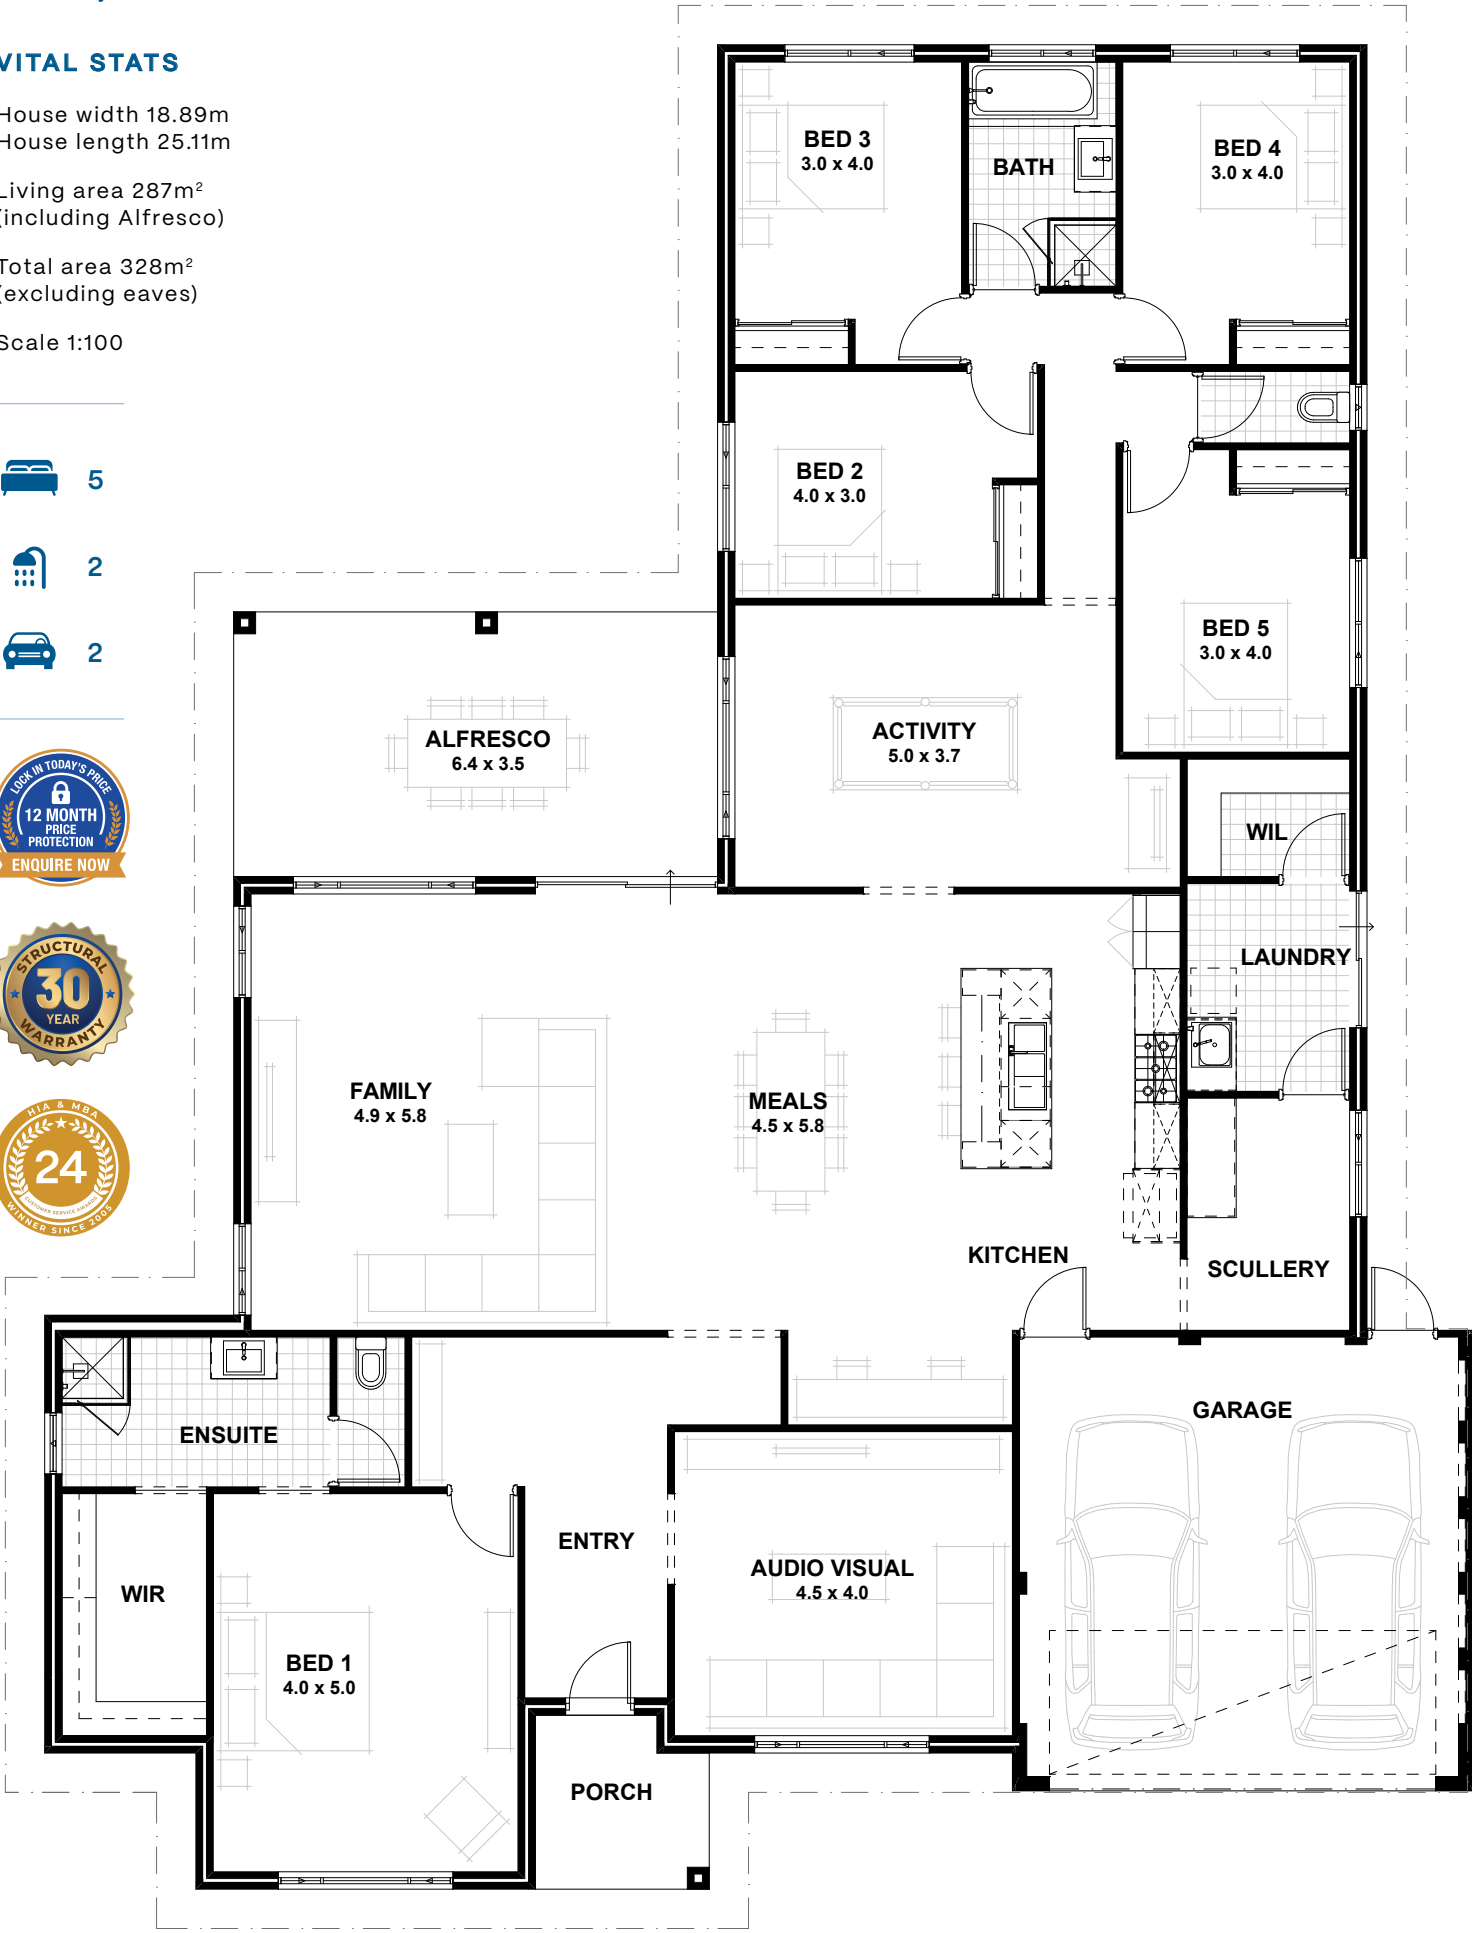 VITAL STATS
House width 18.89m
House length 25.11m
Living area 287m²
(including Alfresco)
Total area 328m²
(excluding eaves)
Scale 1:100
5
2
2
LOCK IN TODAY'S PRICE
12 MONTH
PRICE
PROTECTION
ENQUIRE NOW
STRUCTURAL
30
YEAR
WARRANTY
HIA & MBA
24
CUSTOMER SERVICE AWARDS
WINNER SINCE 2005
BED 3
3.0 x 4.0
BATH
BED 4
3.0 x 4.0
BED 2
4.0 x 3.0
BED 5
3.0 x 4.0
ALFRESCO
6.4 x 3.5
ACTIVITY
5.0 x 3.7
WIL
LAUNDRY
FAMILY
4.9 x 5.8
MEALS
4.5 x 5.8
KITCHEN
SCULLERY
ENSUITE
GARAGE
ENTRY
AUDIO VISUAL
4.5 x 4.0
WIR
BED 1
4.0 x 5.0
PORCH